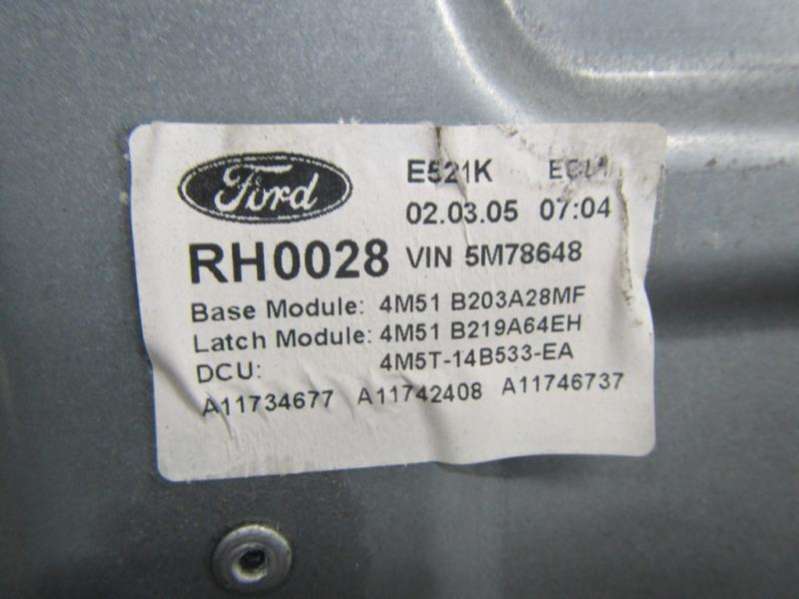 Ford
E521K
02.03.05 07:04
RH0028 VIN 5M78648
Base Module: 4M51 B203A28MF
Latch Module: 4M51 B219A64EH
DCU: 4M5T-14B533-EA
A11734677 A11742408 A11746737